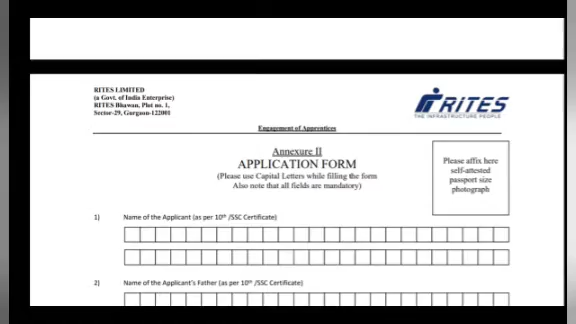 RITES LIMITED
(a Govt. of India Enterprise)
RITES Bhawan, Plot no. 1,
Sector-29, Gurgaon-122001
RITES
THE INFRASTRUCTURE PEOPLE
Engagement of Apprentices
Annexure II
APPLICATION FORM
(Please use Capital Letters while filling the form
Also note that all fields are mandatory)
Please affix here
self-attested
passport size
photograph
1) Name of the Applicant (as per 10th /SSC Certificate)
2) Name of the Applicant's Father (as per 10th /SSC Certificate)